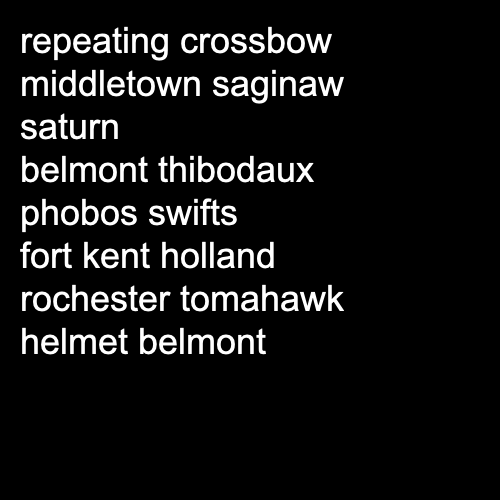 repeating crossbow
middletown saginaw
saturn
belmont thibodaux
phobos swifts
fort kent holland
rochester tomahawk
helmet belmont